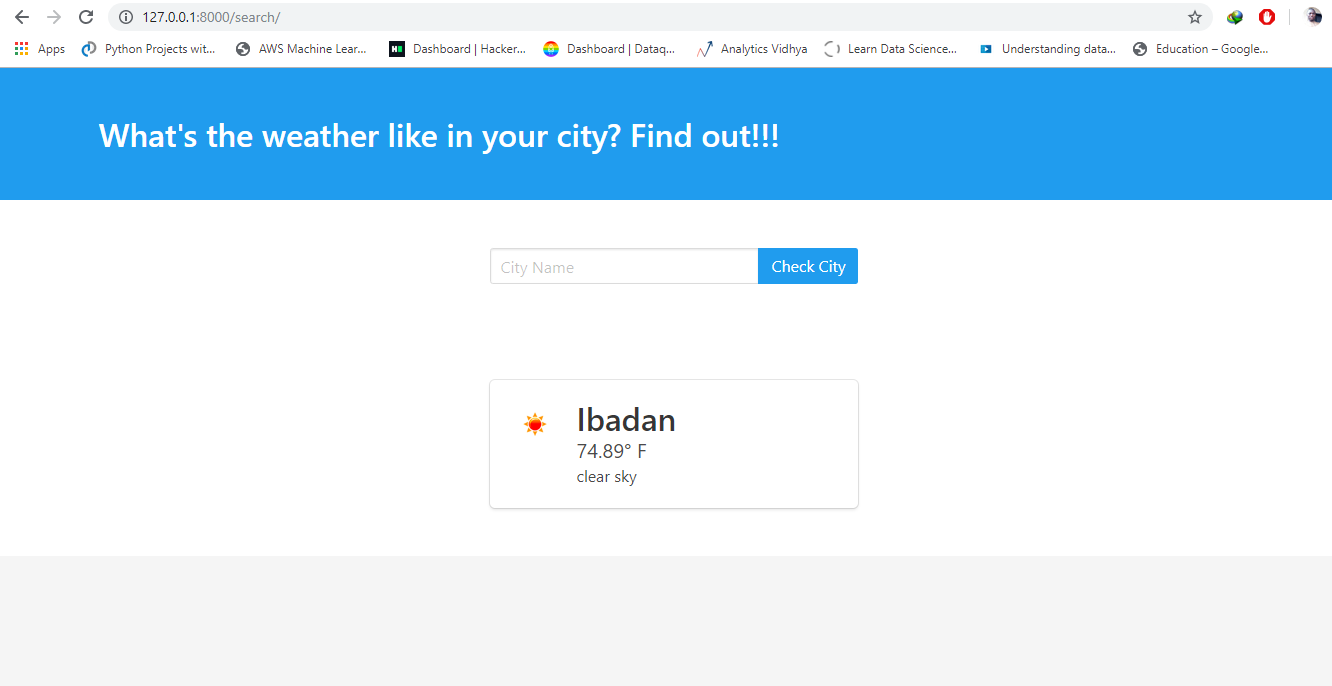 127.0.0.1:8000/search/
Apps Python Projects wit... AWS Machine Lear... HB Dashboard | Hacker... Dashboard | Dataq... Analytics Vidhya Learn Data Science... Understanding data... Education – Google...
What's the weather like in your city? Find out!!!
City Name Check City
Ibadan
74.89° F
clear sky